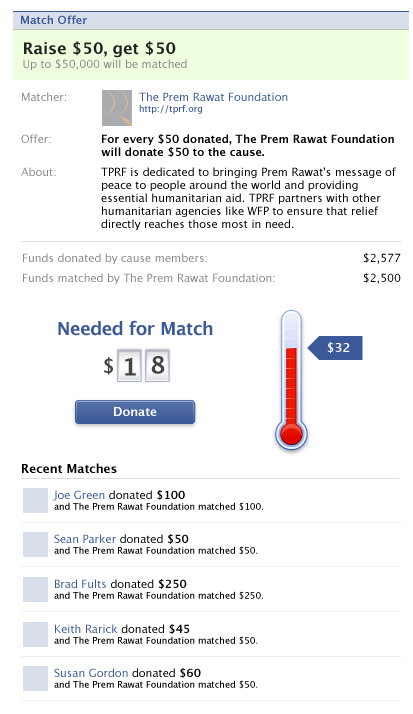 Match Offer
Raise $50, get $50
Up to $50,000 will be matched
Matcher: The Prem Rawat Foundation
http://tprf.org
Offer: For every $50 donated, The Prem Rawat Foundation
will donate $50 to the cause.
About: TPRF is dedicated to bringing Prem Rawat's message of
peace to people around the world and providing
essential humanitarian aid. TPRF partners with other
humanitarian agencies like WFP to ensure that relief
directly reaches those most in need.
Funds donated by cause members: $2,577
Funds matched by The Prem Rawat Foundation: $2,500
Needed for Match
$ 1 8
$32
Donate
Recent Matches
Joe Green donated $100
and The Prem Rawat Foundation matched $100.
Sean Parker donated $50
and The Prem Rawat Foundation matched $50.
Brad Fults donated $250
and The Prem Rawat Foundation matched $250.
Keith Rarick donated $45
and The Prem Rawat Foundation matched $50.
Susan Gordon donated $60
and The Prem Rawat Foundation matched $50.